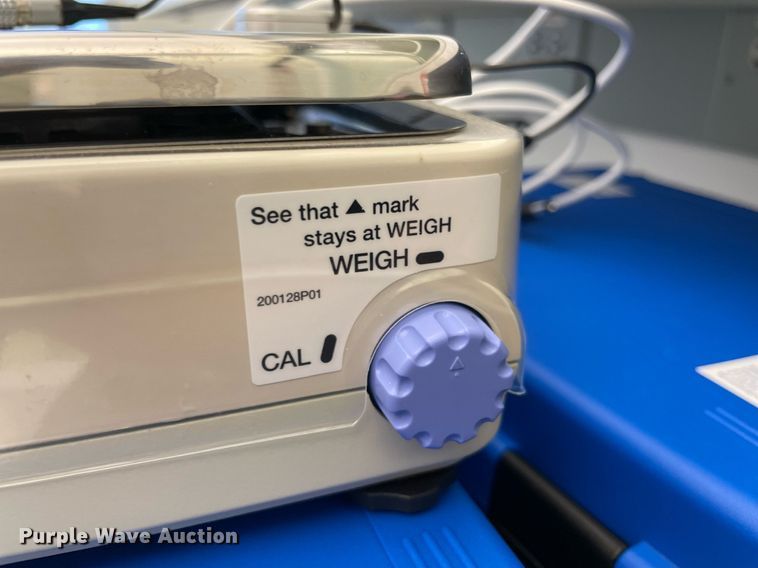 See that ▲ mark
stays at WEIGH
WEIGH
200128P01
CAL
Purple Wave Auction